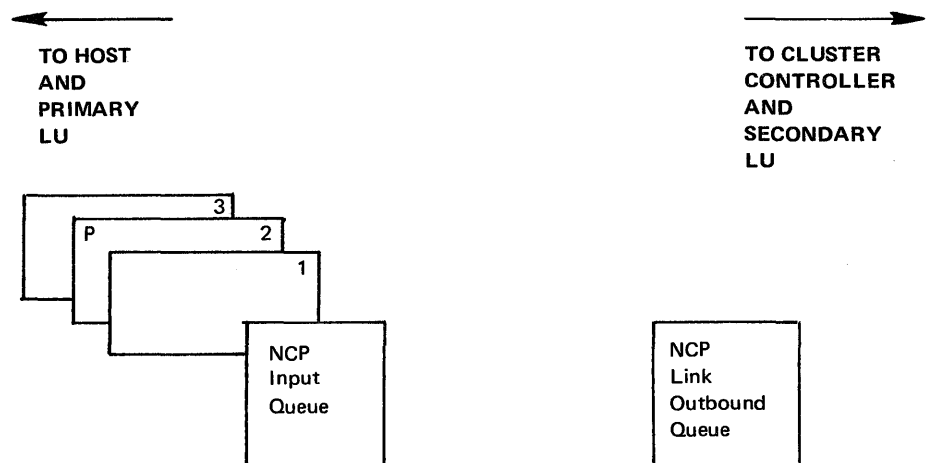 TO HOST
AND
PRIMARY
LU
TO CLUSTER
CONTROLLER
AND
SECONDARY
LU
3
P 2
1
NCP
Input
Queue
NCP
Link
Outbound
Queue